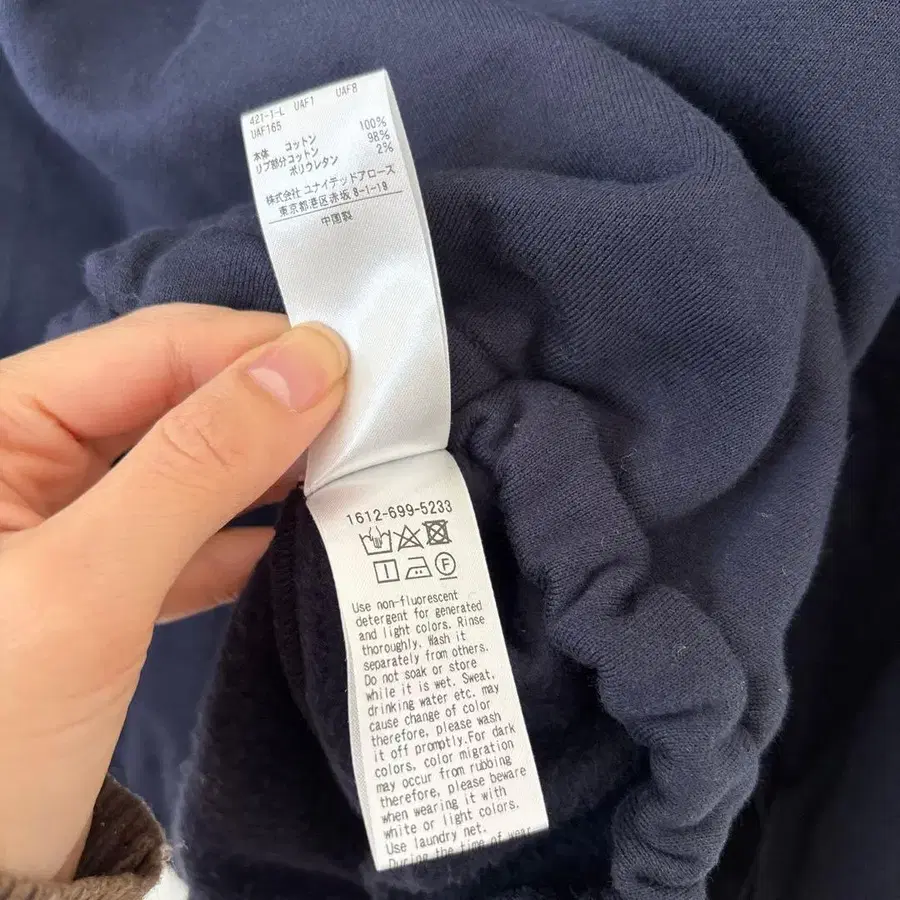 421-1-L UAF1 UAF8
UAF165
本体 コットン 100%
リブ部分コットン 98%
ポリウレタン 2%
株式会社 ユナイテッドアローズ
東京都港区赤坂 8-1-19
中国製
1612-699-5233
F
Use non-fluorescent
detergent for generated
and light colors. Rinse
thoroughly. Wash it
separately from others.
Do not soak or store
while it is wet. Sweat,
drinking water etc. may
cause change of color
therefore, please wash
it off promptly.For dark
colors, color migration
may occur from rubbing
therefore, please beware
when wearing it with
white or light colors.
Use laundry net.
During the time of wear